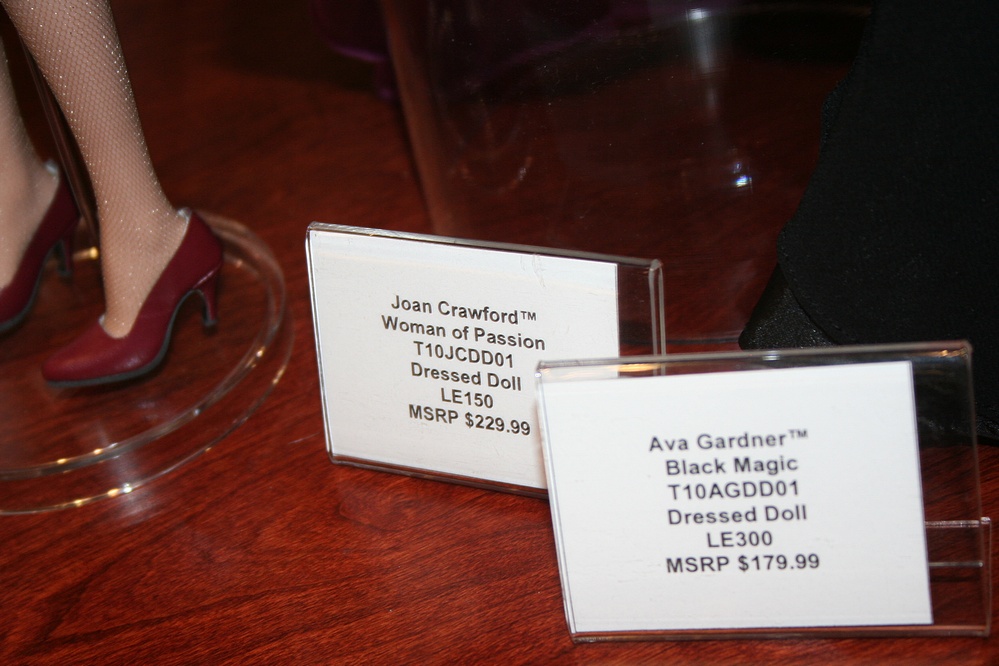 Joan Crawford™
Woman of Passion
T10JCDD01
Dressed Doll
LE150
MSRP $229.99
Ava Gardner™
Black Magic
T10AGDD01
Dressed Doll
LE300
MSRP $179.99